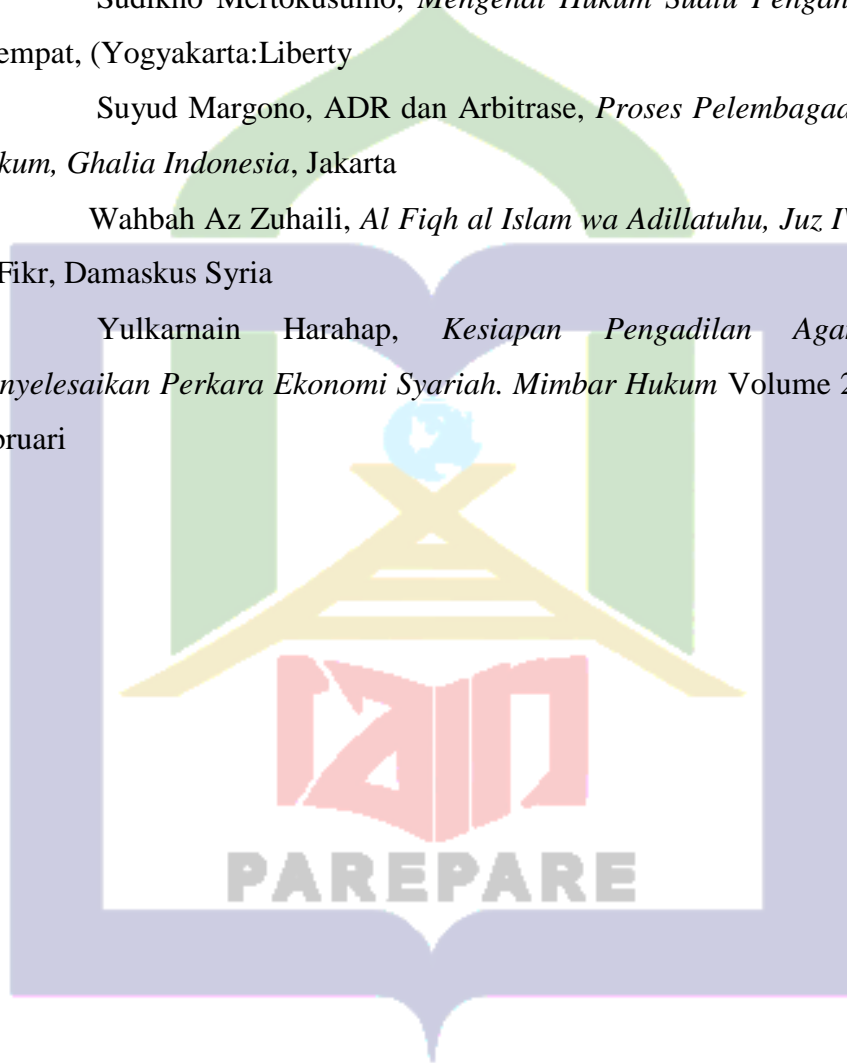 Sudikno Mertokusumo, Mengenal Hukum Suatu Pengan
empat, (Yogyakarta:Liberty
Suyud Margono, ADR dan Arbitrase, Proses Pelembagaa
kum, Ghalia Indonesia, Jakarta
Wahbah Az Zuhaili, Al Fiqh al Islam wa Adillatuhu, Juz IV
Fikr, Damaskus Syria
Yulkarnain Harahap, Kesiapan Pengadilan Aga
nyelesaikan Perkara Ekonomi Syariah. Mimbar Hukum Volume 2
bruari
iain
PAREPARE